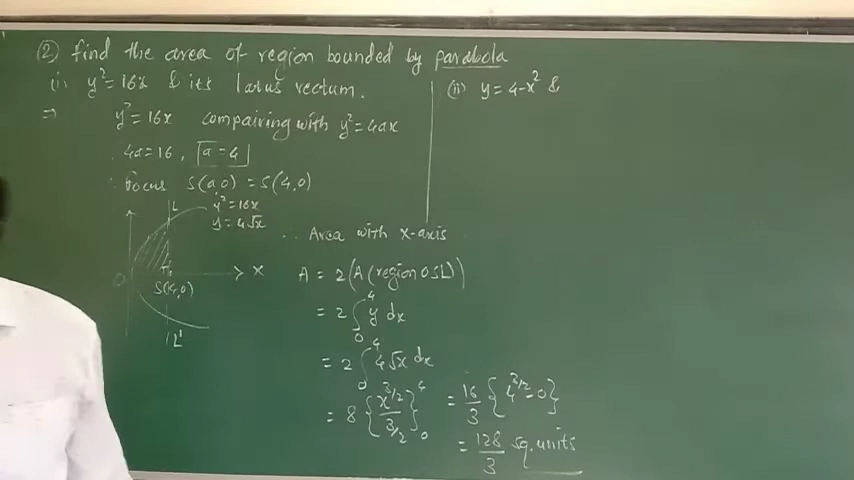 ② find the area of region bounded by parabola
(i) y²=16x & its latus rectum.
⇒ y²=16x compairing with y²=4ax
∴ 4a=16, a=4
∴ Focus S(a,0) = S(4,0)
L
y²=16x
y=4√x
O
X
S(4,0)
L'
∴ Area with x-axis
A = 2(A(region OSL))
= 2 ∫₀⁴ y dx
= 2 ∫₀⁴ 4√x dx
= 8 {x^(3/2) / (3/2)}₀⁴
= 16/3 {4^(3/2) - 0}
= 128/3 sq. units
(ii) y = 4-x² &